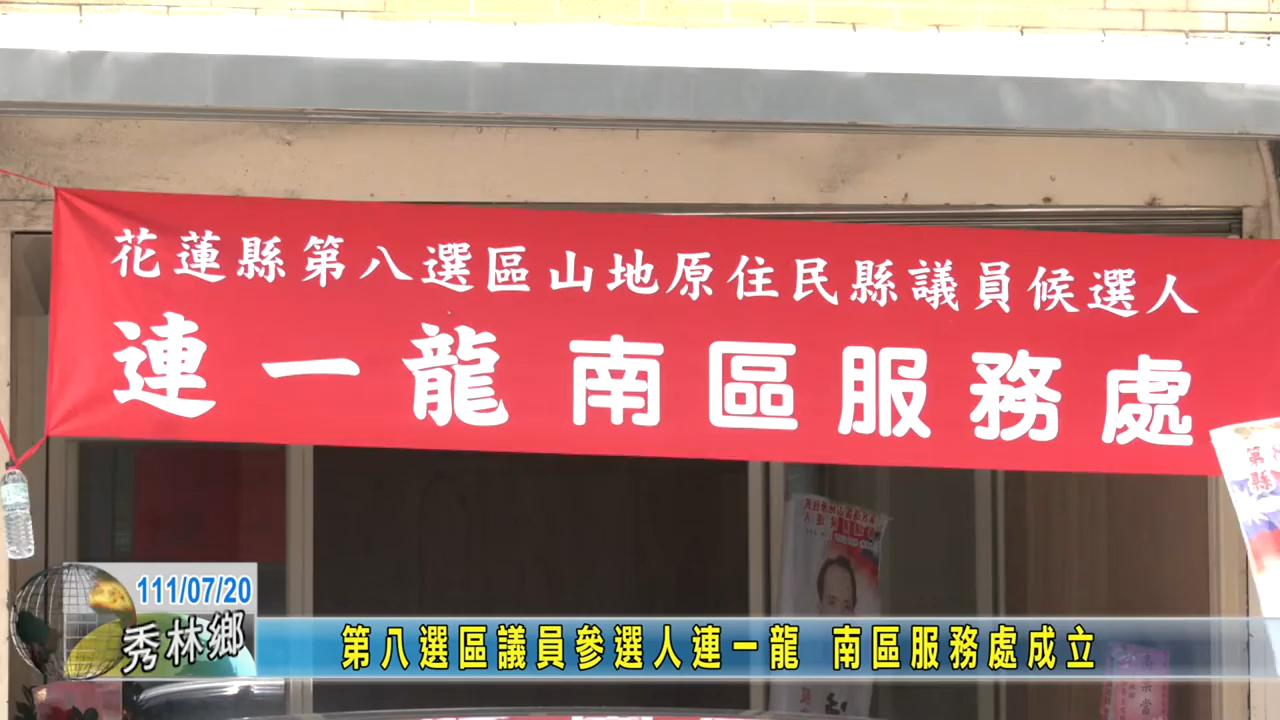 花蓮縣第八選區山地原住民縣議員候選人
連一龍 南區服務處
111/07/20
秀林鄉
第八選區議員參選人連一龍 南區服務處成立